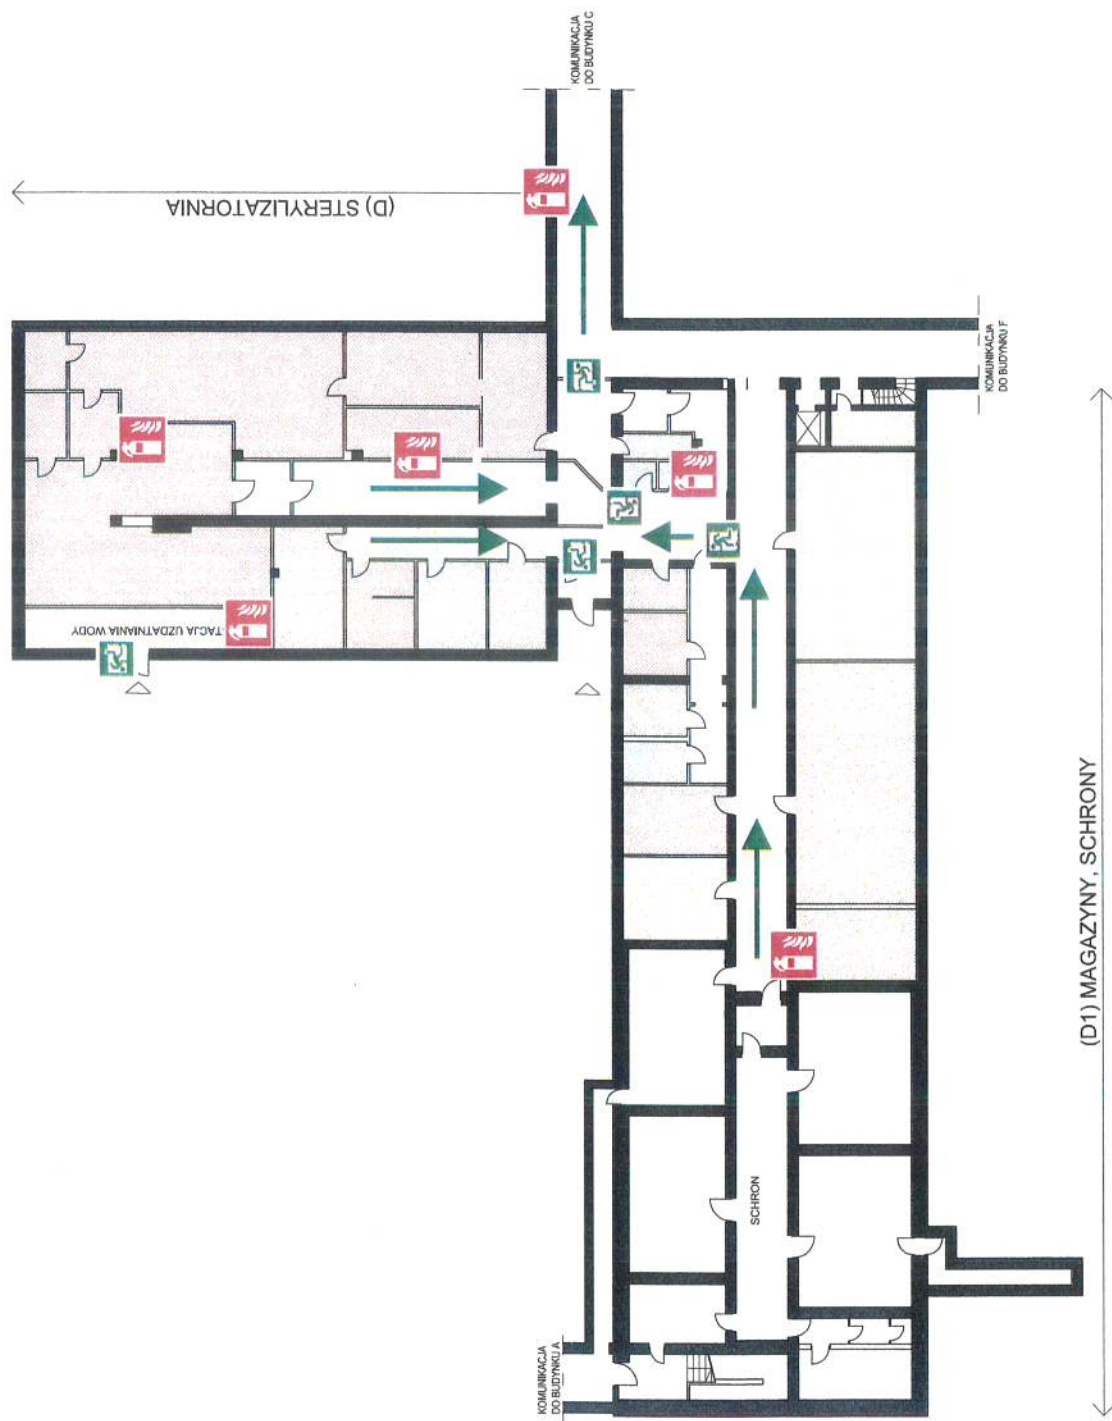 KOMUNIKACJA
DO BUDYNKU C
(D) STERYLIZATORNIA
KOMUNIKACJA
DO BUDYNKU F
TACJA UZDATNIANIA WODY
(D1) MAGAZYNY, SCHRONY
SCHRON
KOMUNIKACJA
DO BUDYNKU A